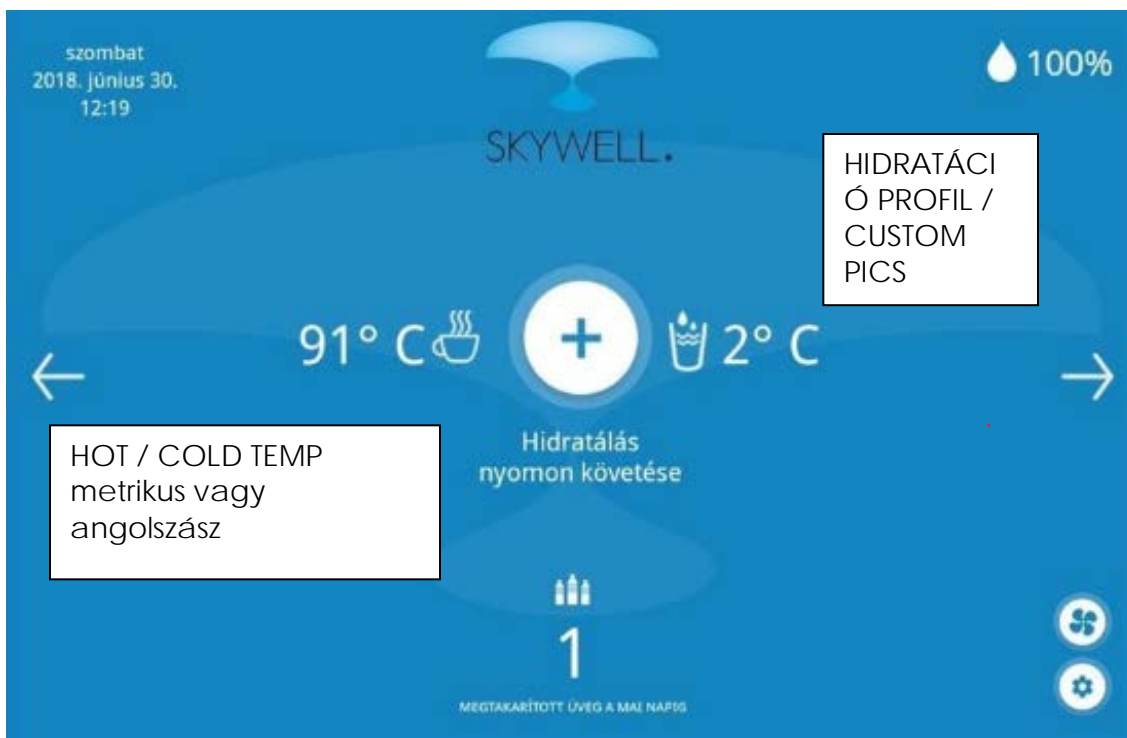 szombat
2018. június 30.
12:19
SKYWELL.
100%
HIDRATÁCI
Ó PROFIL /
CUSTOM
PICS
91° C
2° C
Hidratálás
nyomon követése
HOT / COLD TEMP
metrikus vagy
angolszász
1
MEGTAKARÍTOTT ÜVEG A MAI NAPIG